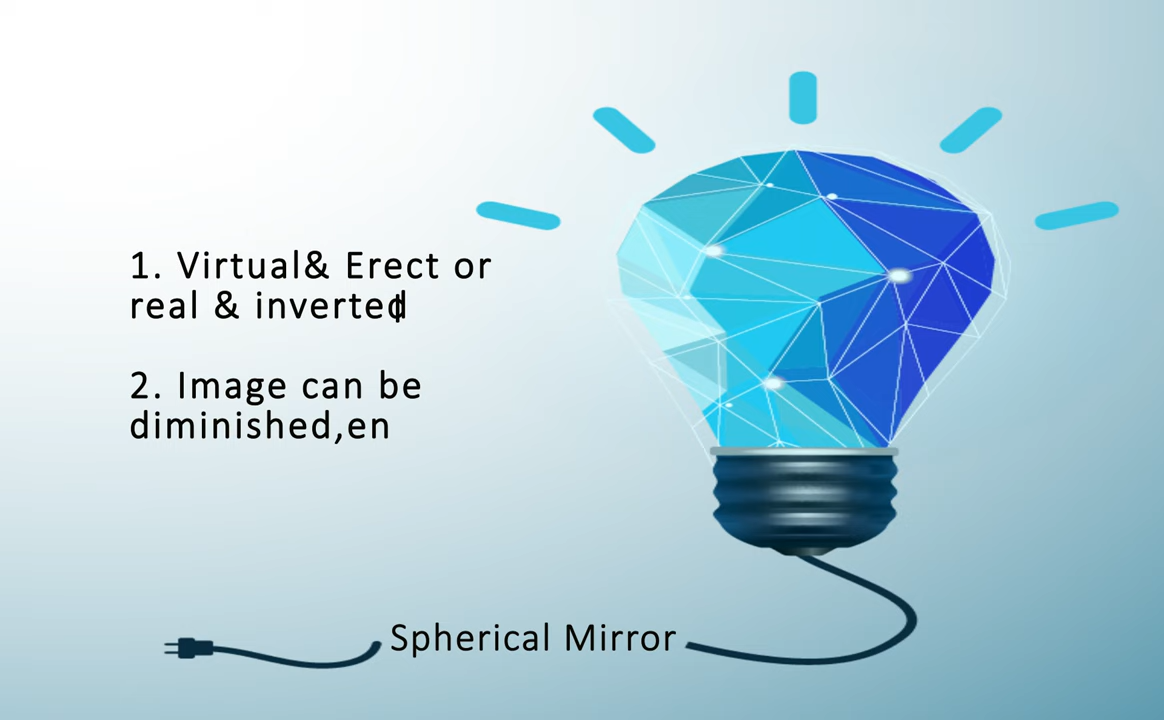 1. Virtual& Erect or
real & inverted
2. Image can be
diminished,en
Spherical Mirror